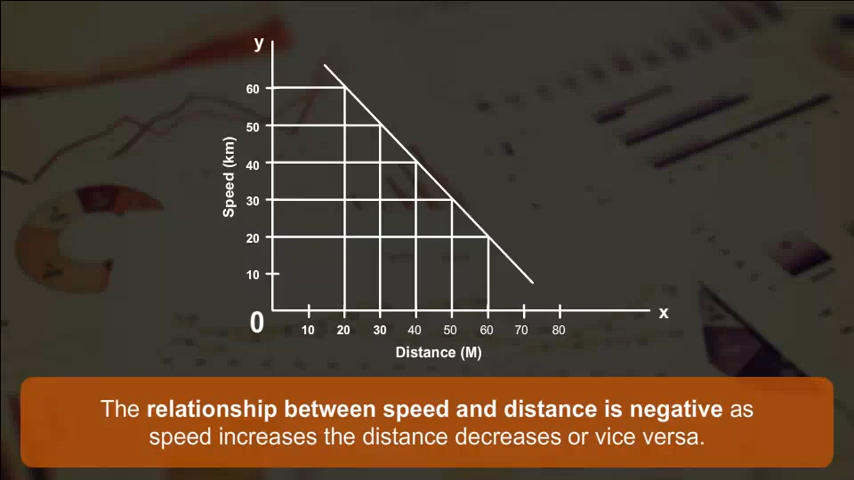 y
60
50
40
30
20
10
Speed (km)
0
10 20 30 40 50 60 70 80
x
Distance (M)
The relationship between speed and distance is negative as
speed increases the distance decreases or vice versa.